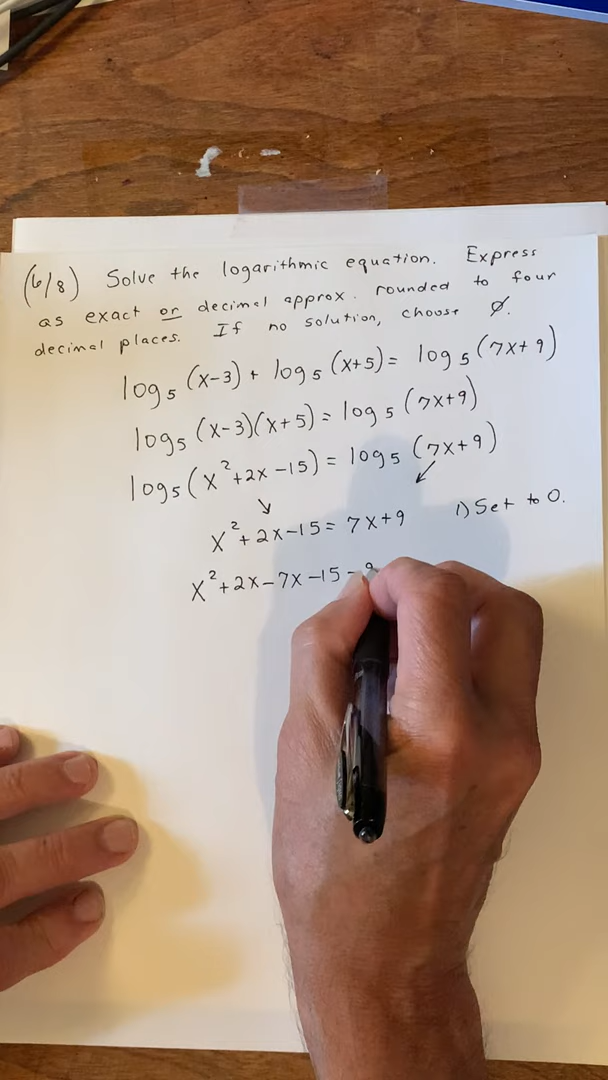 (6/8) Solve the logarithmic equation. Express
as exact or decimal approx. rounded to four
decimal places. If no solution, choose ∅.
log₅(x-3) + log₅(x+5) = log₅(7x+9)
log₅(x-3)(x+5) = log₅(7x+9)
log₅(x²+2x-15) = log₅(7x+9)
x²+2x-15 = 7x+9 1) Set to 0.
x²+2x-7x-15-9